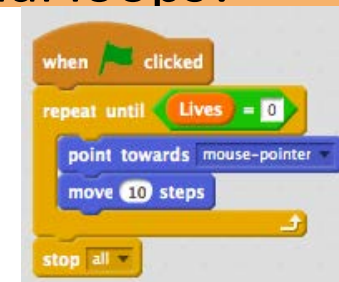 when clicked
repeat until Lives = 0
point towards mouse-pointer
move 10 steps
stop all